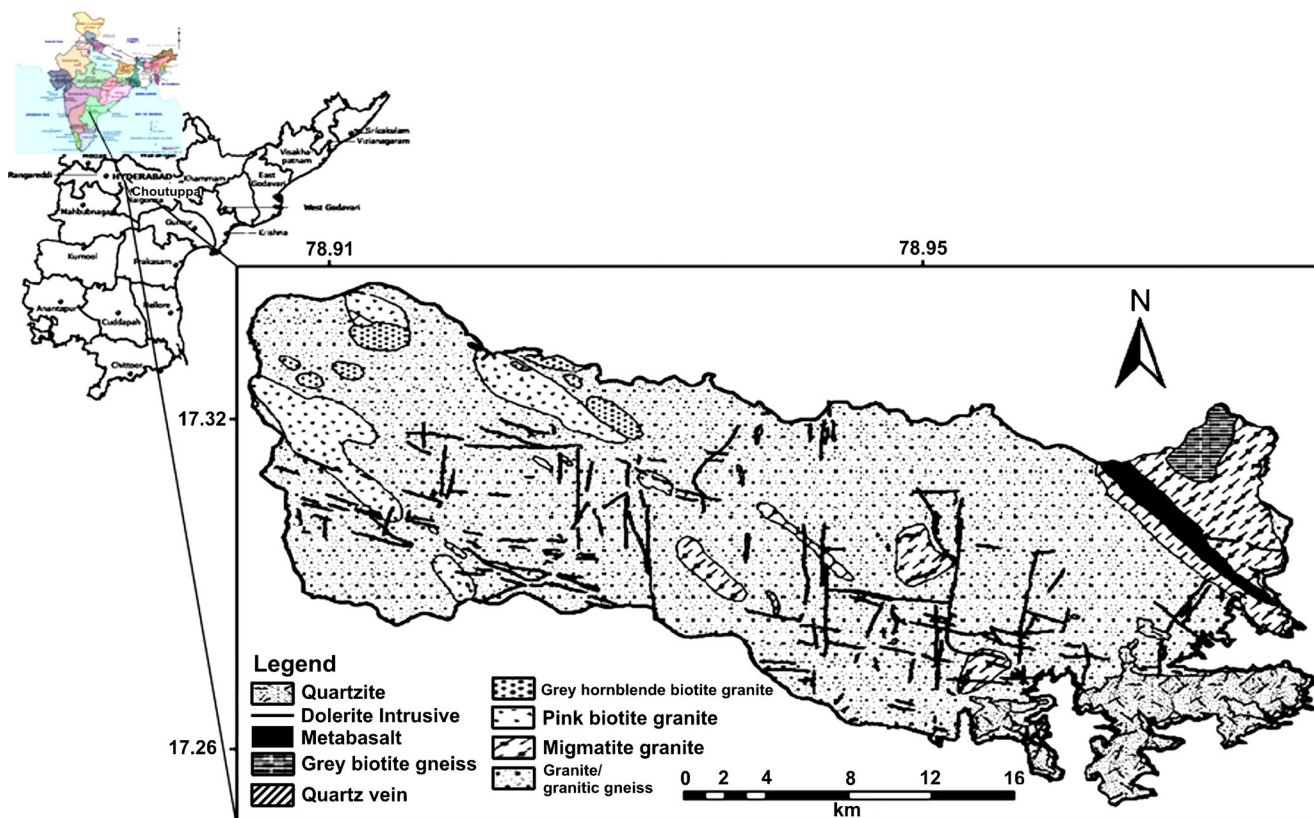 Srikakulam
Vizianagaram
Visakha-
patnam
Rangareddi
HYDERABAD
Khammam
East
Godavari
Choutuppal
Nalgonda
West Godavari
Mahbubnagar
Guntur
Krishna
Kurnool
Prakasam
Anantapur
Cuddapah
Nellore
Chittoor
78.91
78.95
N
17.32
17.26
Legend
Quartzite
Dolerite Intrusive
Metabasalt
Grey biotite gneiss
Quartz vein
Grey hornblende biotite granite
Pink biotite granite
Migmatite granite
Granite/
granitic gneiss
0 2 4 8 12 16
km